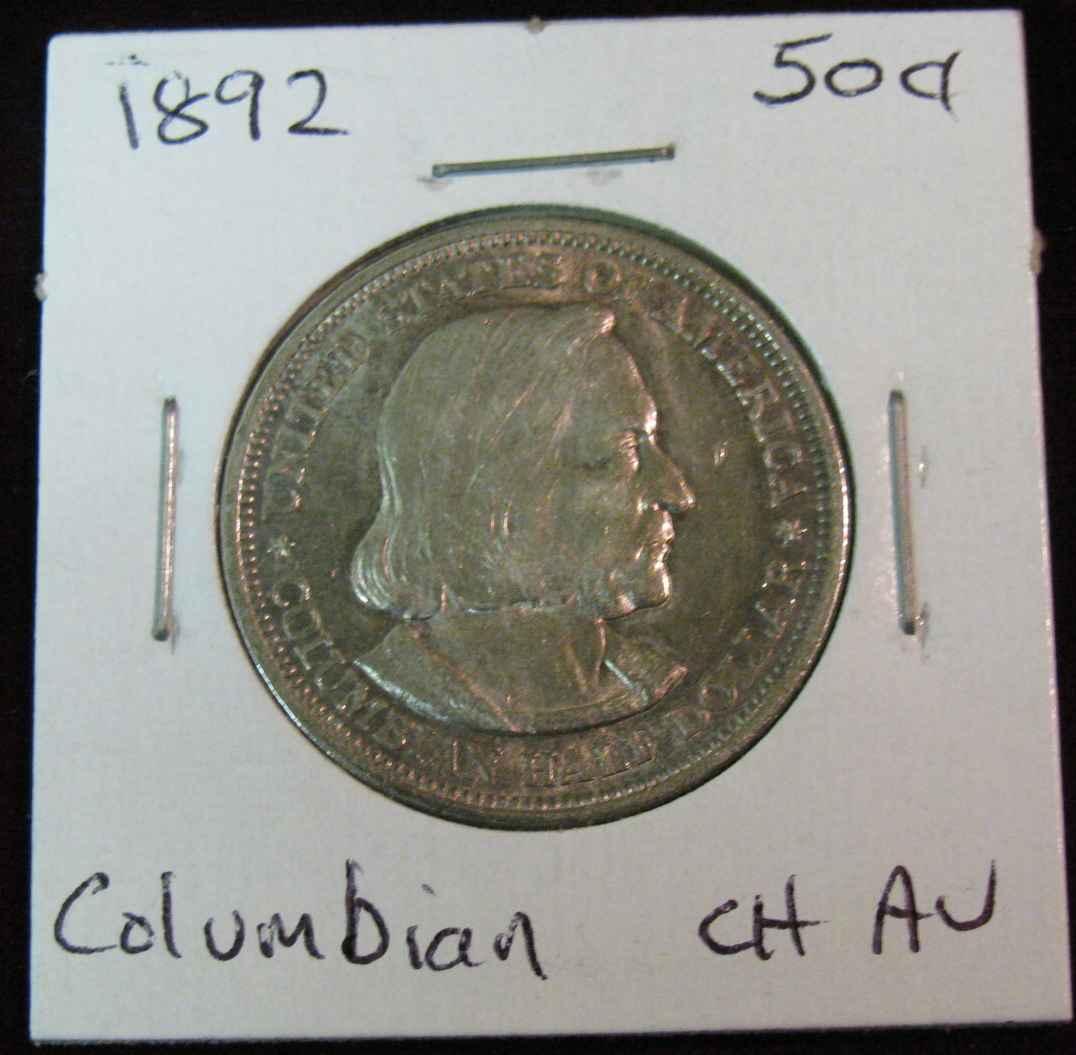 1892 50¢
UNITED STATES OF AMERICA
* COLUMBIAN HALF DOLLAR *
Columbian CH AU